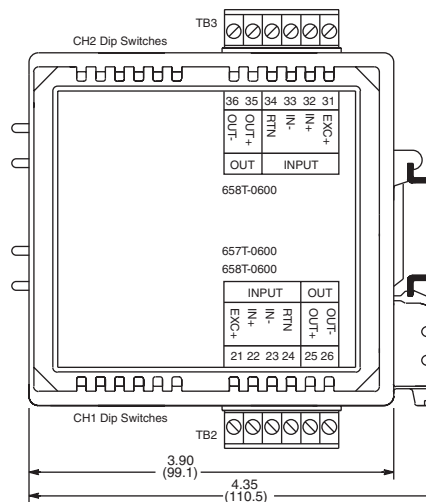 TB3
CH2 Dip Switches
36 35 34 33 32 31
OUT- OUT+ RTN IN- IN+ EXC+
OUT INPUT
658T-0600
657T-0600
658T-0600
INPUT OUT
EXC+ IN+ IN- RTN OUT+ OUT-
21 22 23 24 25 26
CH1 Dip Switches
TB2
3.90
(99.1)
4.35
(110.5)